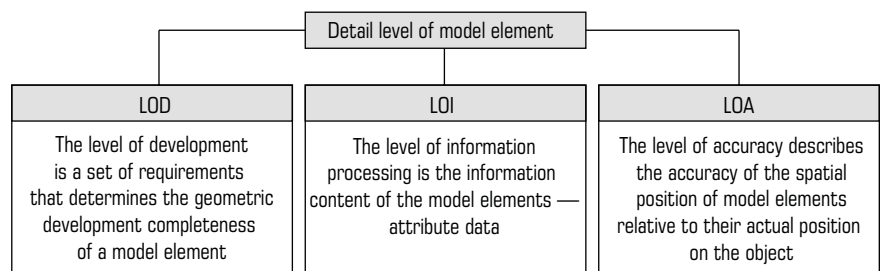 Detail level of model element
LOD
The level of development
is a set of requirements
that determines the geometric
development completeness
of a model element
LOI
The level of information
processing is the information
content of the model elements —
attribute data
LOA
The level of accuracy describes
the accuracy of the spatial
position of model elements
relative to their actual position
on the object